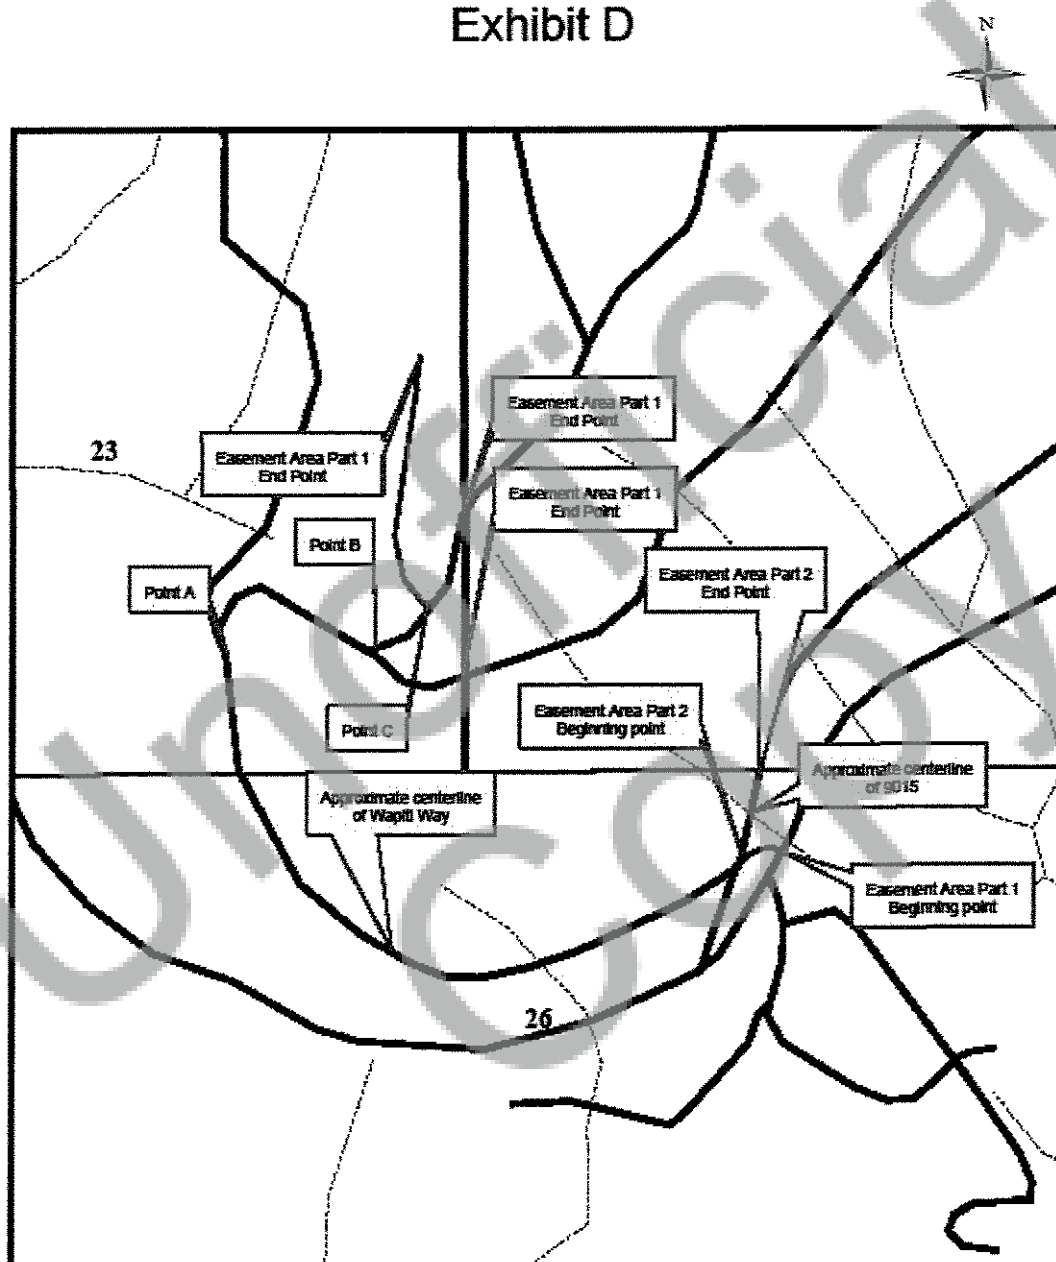 Exhibit D
N
Easement Area Part 1
End Point
23
Easement Area Part 1
End Point
Easement Area Part 1
End Point
Point B
Easement Area Part 2
End Point
Point A
Easement Area Part 2
Beginning point
Point C
Approximate centerline
of 9015
Approximate centerline
of Wapiti Way
Easement Area Part 1
Beginning point
26
Unofficial
Copy